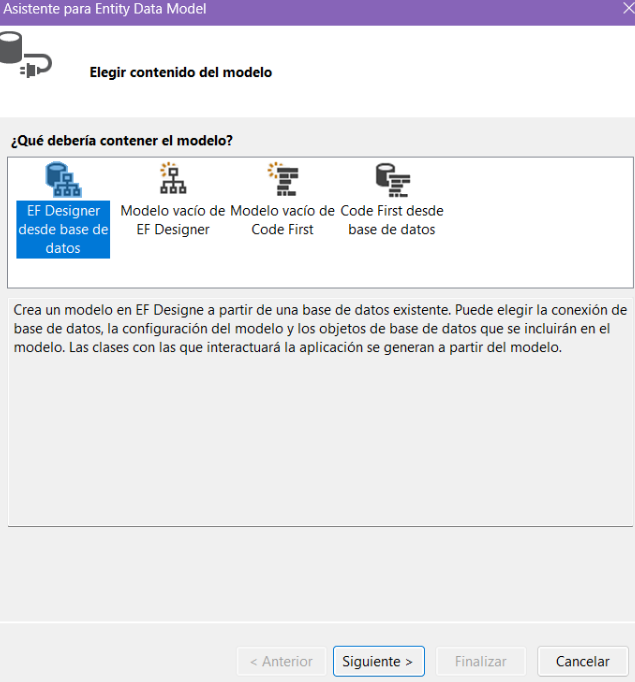 Asistente para Entity Data Model
Elegir contenido del modelo
¿Qué debería contener el modelo?
EF Designer
desde base de
datos
Modelo vacío de
EF Designer
Modelo vacío de
Code First
Code First desde
base de datos
Crea un modelo en EF Designe a partir de una base de datos existente. Puede elegir la conexión de
base de datos, la configuración del modelo y los objetos de base de datos que se incluirán en el
modelo. Las clases con las que interactuará la aplicación se generan a partir del modelo.
< Anterior
Siguiente >
Finalizar
Cancelar